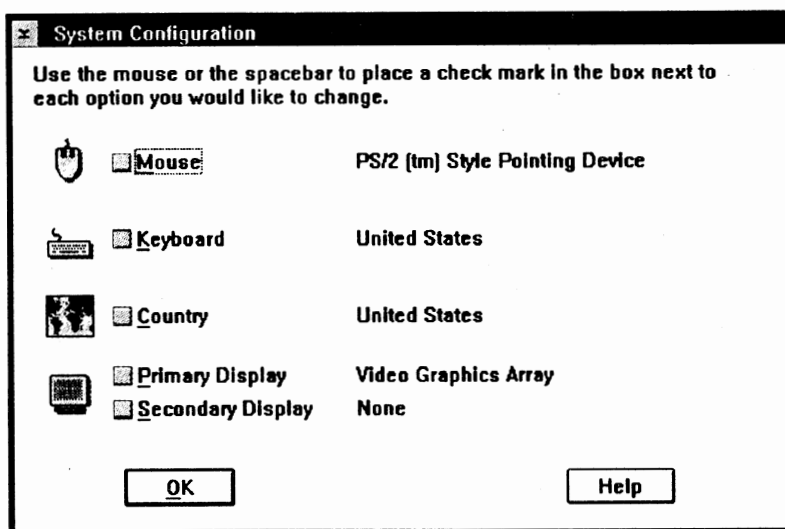 System Configuration
Use the mouse or the spacebar to place a check mark in the box next to
each option you would like to change.
Mouse PS/2 (tm) Style Pointing Device
Keyboard United States
Country United States
Primary Display Video Graphics Array
Secondary Display None
OK Help